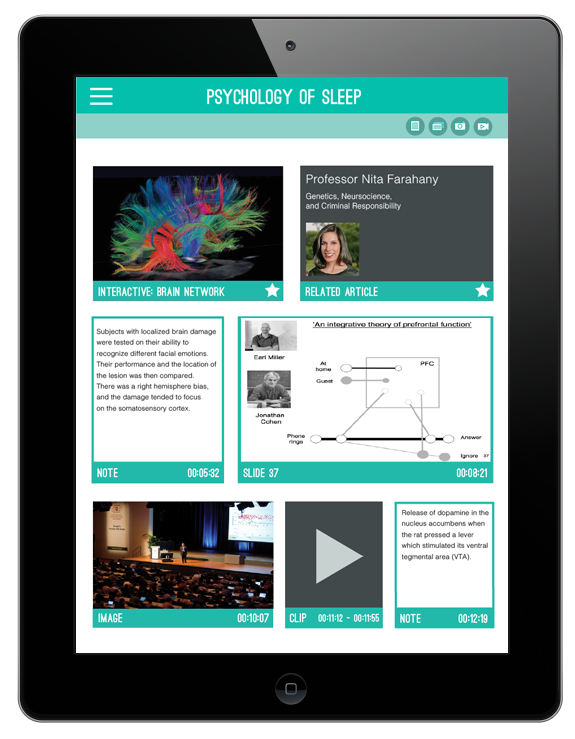 PSYCHOLOGY OF SLEEP
INTERACTIVE: BRAIN NETWORK
Professor Nita Farahany
Genetics, Neursocience,
and Criminal Responsibility
RELATED ARTICLE
Subjects with localized brain damage
were tested on their ability to
recognize different facial emotions.
Their performance and the location of
the lesion was then compared.
There was a right hemisphere bias,
and the damage tended to focus
on the somatosensory cortex.
NOTE 00:05:32
'An integrative theory of prefrontal function'
Earl Miller
Jonathan
Cohen
At
home
Guest
PFC
Phone
rings
Answer
Ignore 37
SLIDE 37 00:08:21
IMAGE 00:10:07
CLIP 00:11:12 - 00:11:55
Release of dopamine in the
nucleus accumbens when
the rat pressed a lever
which stimulated its ventral
tegmental area (VTA).
NOTE 00:12:19